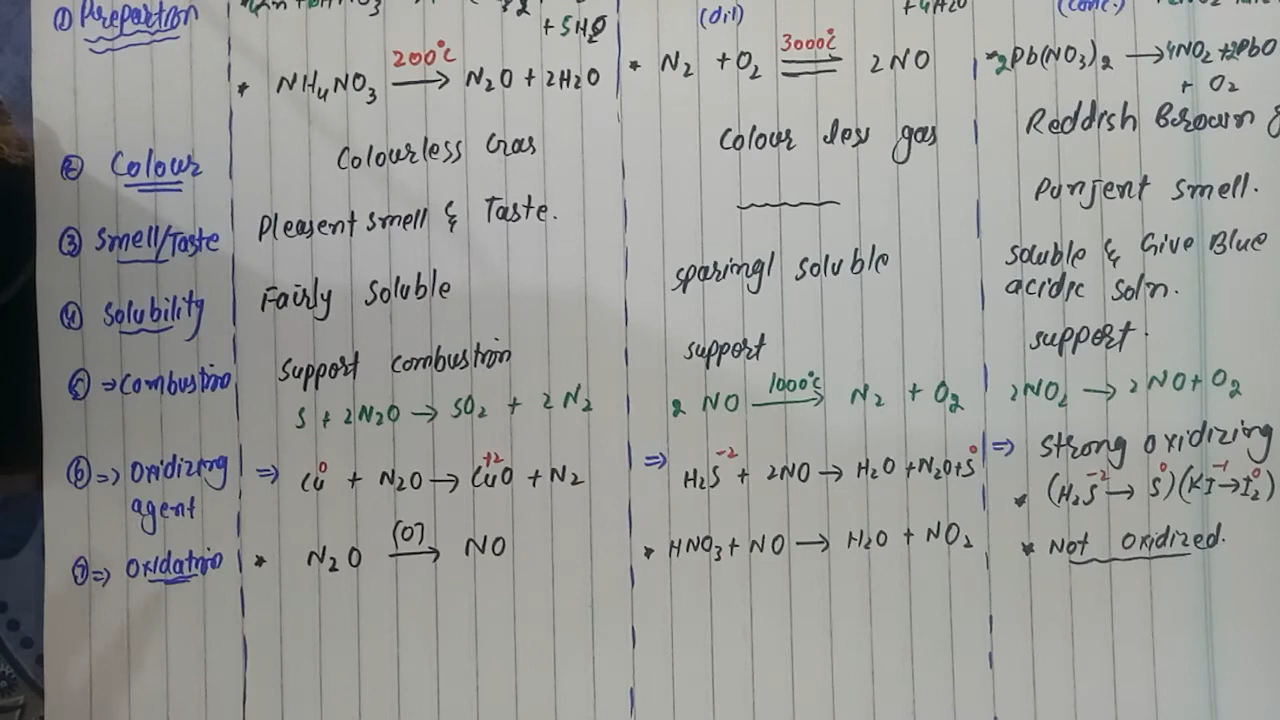 ① Prepartion
+ 5H2O
(dil)
+4H2O
(conc.)
* NH4NO3 200°C → N2O + 2H2O
* N2 + O2 3000°C ⇌ 2NO
* 2Pb(NO3)2 → 4NO2 + 2PbO
+ O2
② Colour
Colourless Gas
Colour less gas
Reddish Brown &
Punjent smell.
③ Smell/Taste
Pleasent smell & Taste.
④ Solubility
Fairly soluble
sparingl soluble
soluble & Give Blue
acidic soln.
⑤ ⇒ Combustion
Support combustion
support
support.
S + 2N2O → SO2 + 2N2
2 NO 1000°C → N2 + O2
2NO2 → 2NO + O2
⑥ ⇒ Oxidizing
agent
⇒ Cu0 + N2O → Cu+2O + N2
⇒ H2S-2 + 2NO → H2O + N2O + S0
⇒ Strong oxidizing
* (H2S-2 → S0) (KI-1 → I20)
⑦ ⇒ Oxidation
* N2O (O) → NO
* HNO3 + NO → H2O + NO2
* Not oxidized.